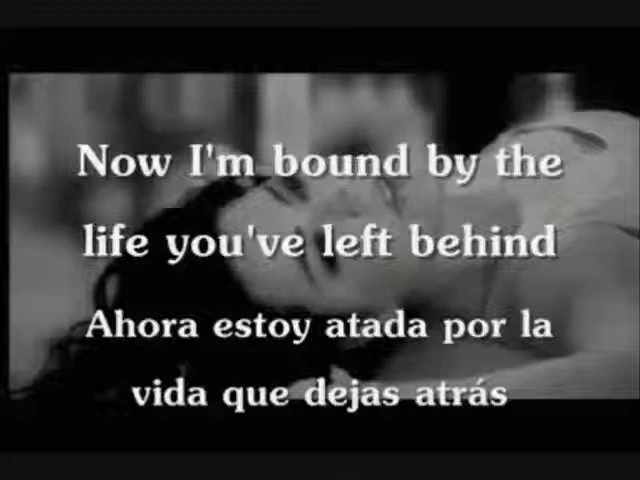 Now I'm bound by the
life you've left behind
Ahora estoy atada por la
vida que dejas atrás